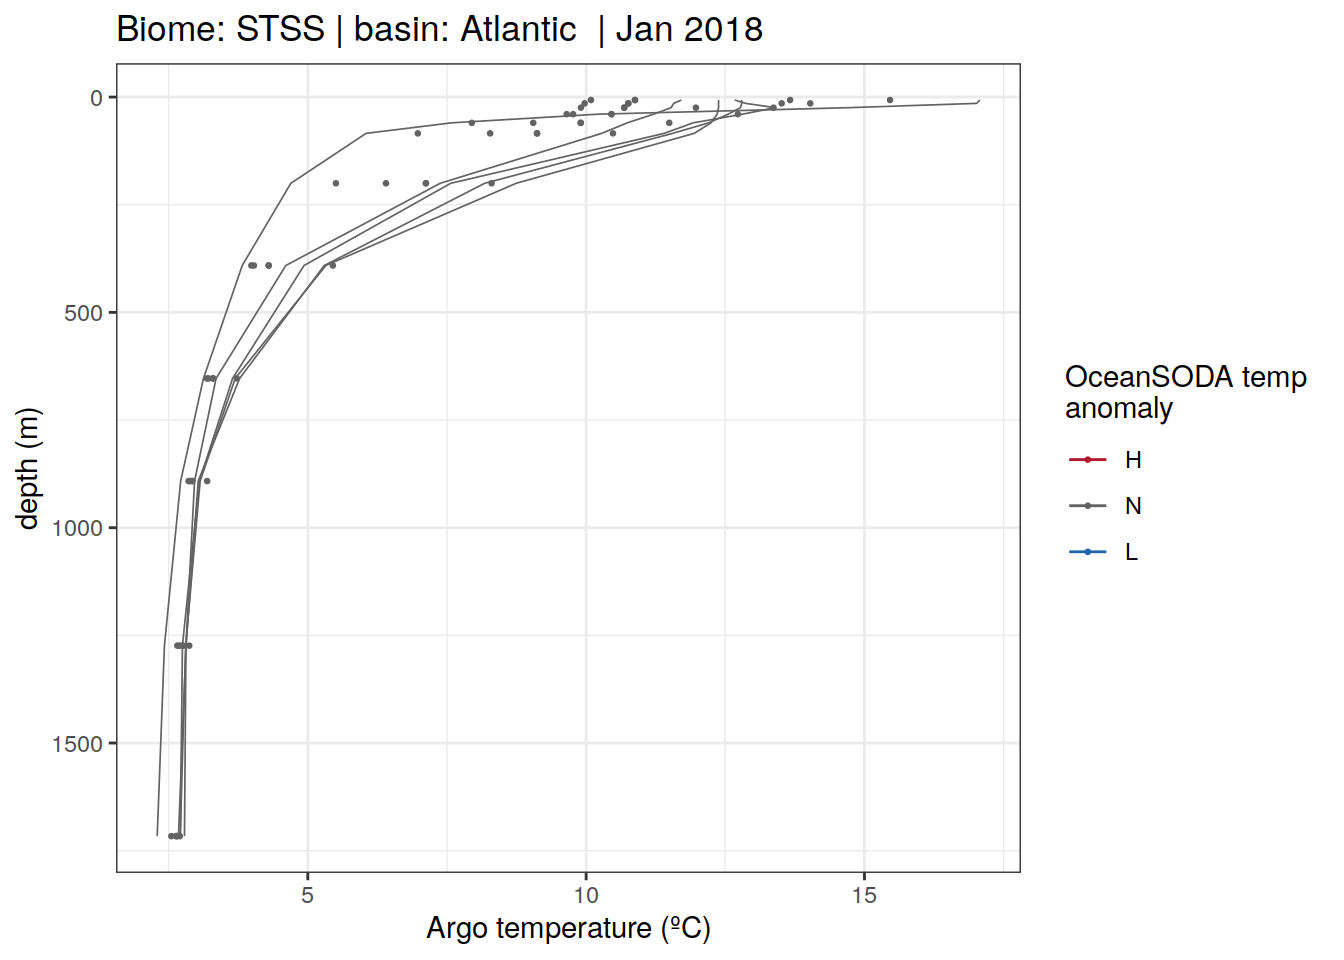 Biome: STSS | basin: Atlantic  | Jan 2018
0
500
1000
1500
depth (m)
5
10
15
Argo temperature (ºC)
OceanSODA temp
anomaly
H
N
L